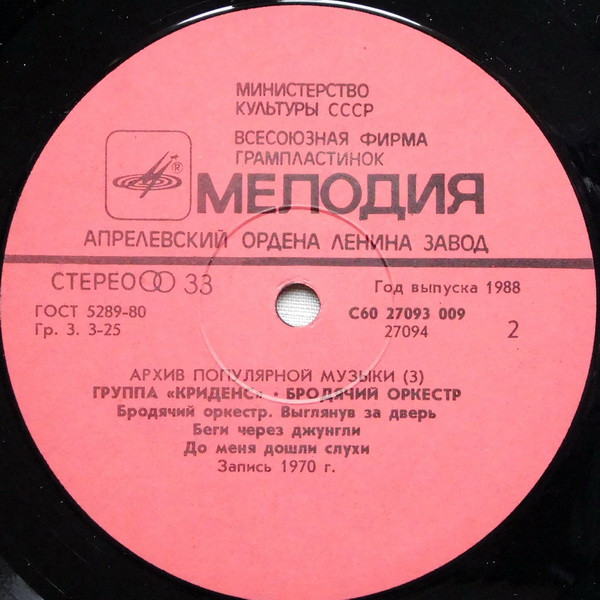 МИНИСТЕРСТВО
КУЛЬТУРЫ СССР
ВСЕСОЮЗНАЯ ФИРМА
ГРАМПЛАСТИНОК
®
МЕЛОДИЯ
АПРЕЛЕВСКИЙ ОРДЕНА ЛЕНИНА ЗАВОД
СТЕРЕО 33
Год выпуска 1988
ГОСТ 5289-80
С60 27093 009
Гр. 3. 3-25
27094
2
АРХИВ ПОПУЛЯРНОЙ МУЗЫКИ (3)
ГРУППА «КРИДЕНС» · БРОДЯЧИЙ ОРКЕСТР
Бродячий оркестр. Выглянув за дверь
Беги через джунгли
До меня дошли слухи
Запись 1970 г.